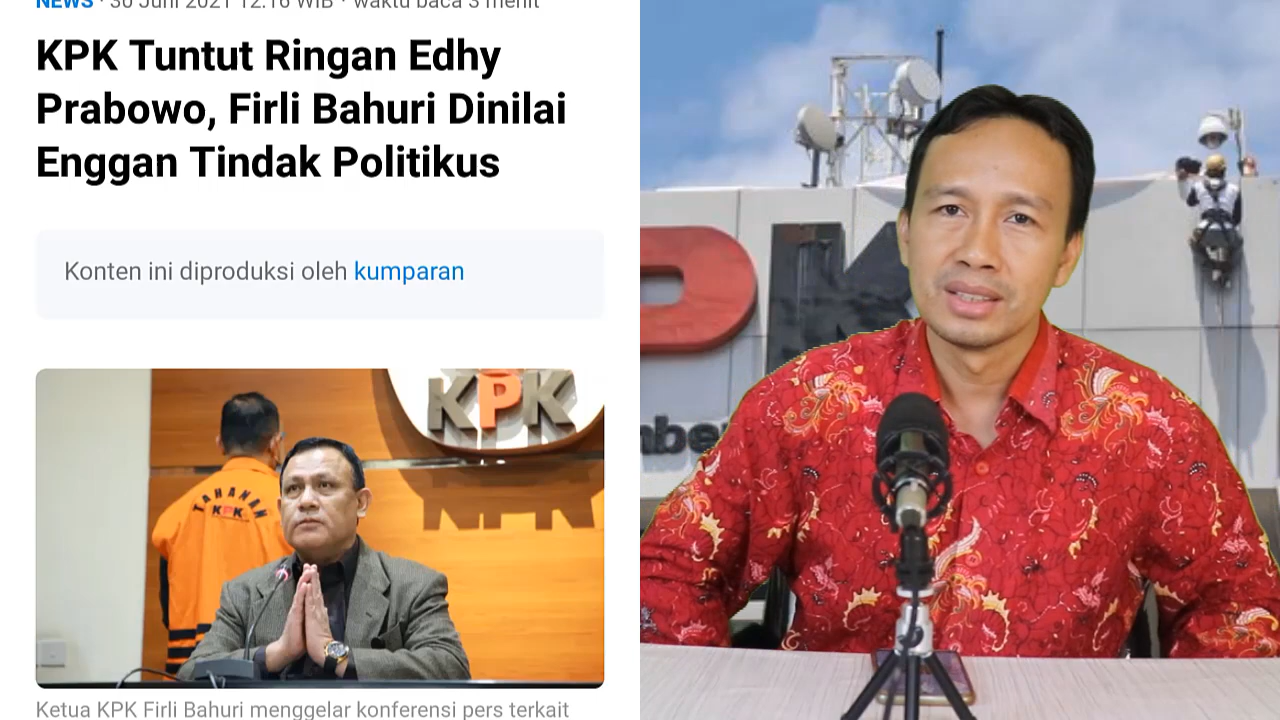 NEWS · 30 Juni 2021 12:16 WIB · waktu baca 3 menit
KPK Tuntut Ringan Edhy
Prabowo, Firli Bahuri Dinilai
Enggan Tindak Politikus
Konten ini diproduksi oleh kumparan
KPK
TAHANAN
KPK
Ketua KPK Firli Bahuri menggelar konferensi pers terkait
PK